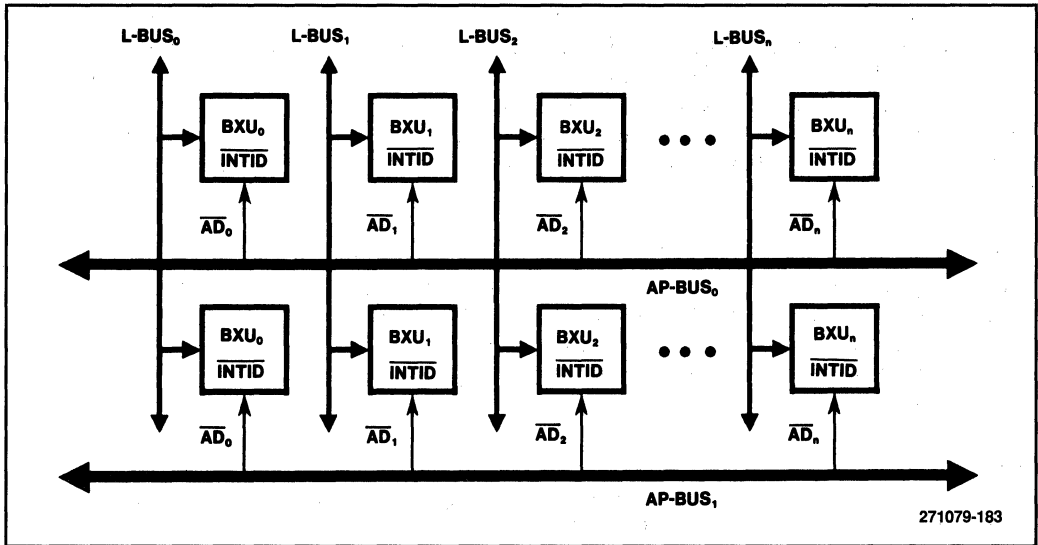 L-BUS₀ L-BUS₁ L-BUS₂ L-BUSₙ
BXU₀ BXU₁ BXU₂ • • • BXUₙ
INTID INTID INTID INTID
AD₀ AD₁ AD₂ ADₙ
AP-BUS₀
BXU₀ BXU₁ BXU₂ • • • BXUₙ
INTID INTID INTID INTID
AD₀ AD₁ AD₂ ADₙ
AP-BUS₁
271079-183